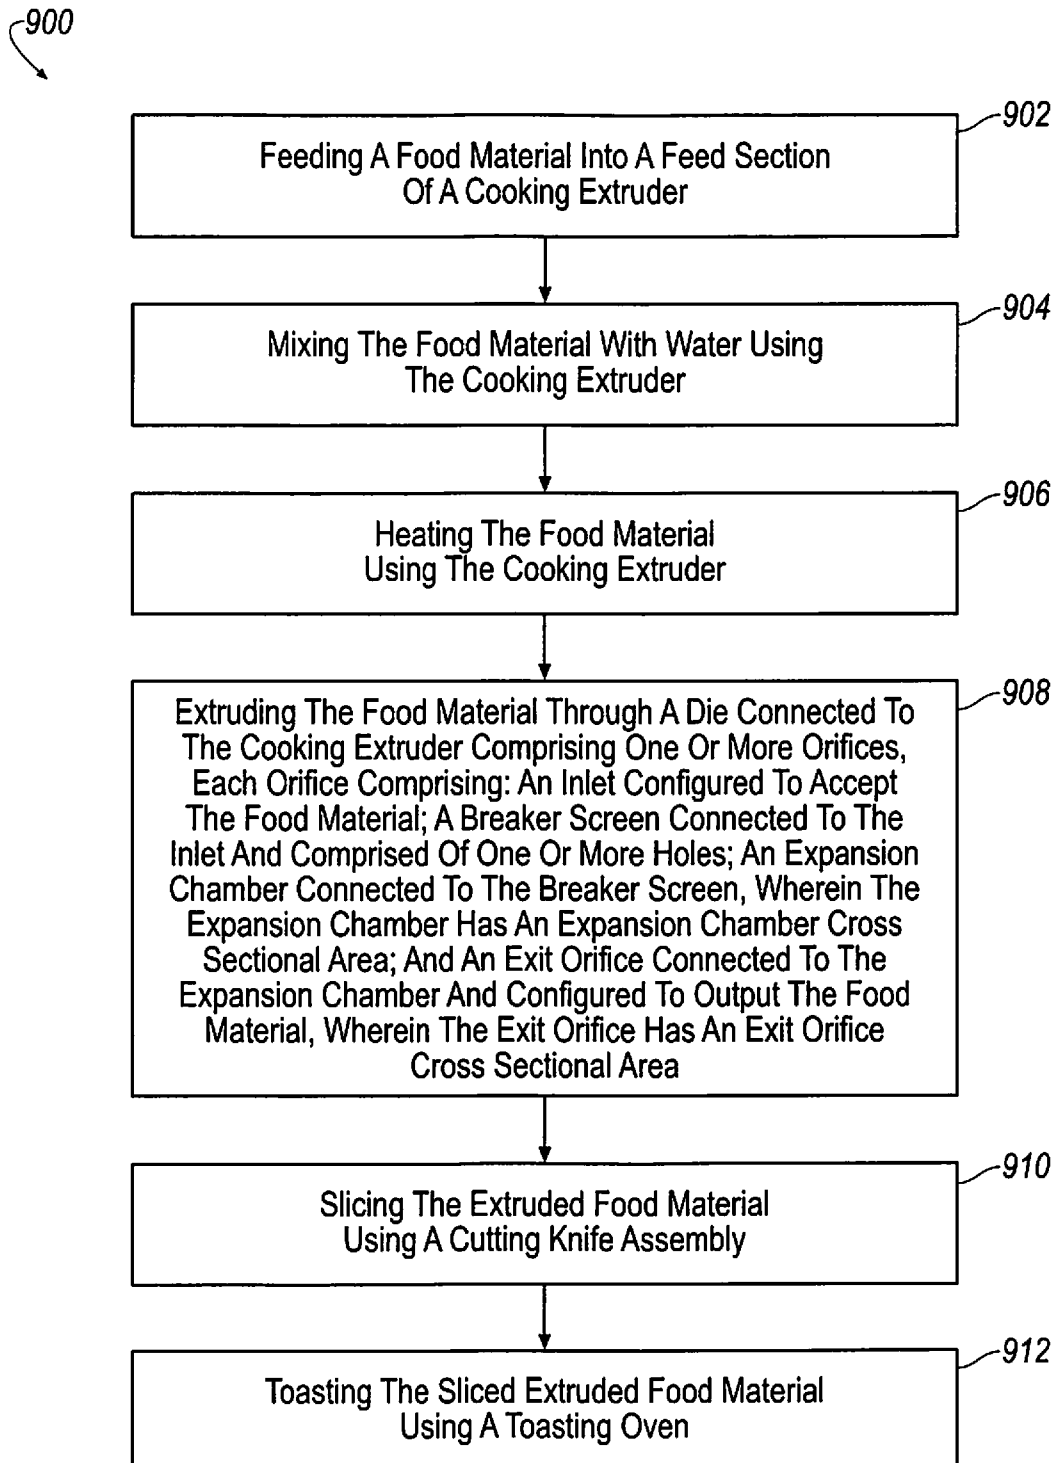 900
902
Feeding A Food Material Into A Feed Section
Of A Cooking Extruder
904
Mixing The Food Material With Water Using
The Cooking Extruder
906
Heating The Food Material
Using The Cooking Extruder
908
Extruding The Food Material Through A Die Connected To
The Cooking Extruder Comprising One Or More Orifices,
Each Orifice Comprising: An Inlet Configured To Accept
The Food Material; A Breaker Screen Connected To The
Inlet And Comprised Of One Or More Holes; An Expansion
Chamber Connected To The Breaker Screen, Wherein The
Expansion Chamber Has An Expansion Chamber Cross
Sectional Area; And An Exit Orifice Connected To The
Expansion Chamber And Configured To Output The Food
Material, Wherein The Exit Orifice Has An Exit Orifice
Cross Sectional Area
910
Slicing The Extruded Food Material
Using A Cutting Knife Assembly
912
Toasting The Sliced Extruded Food Material
Using A Toasting Oven